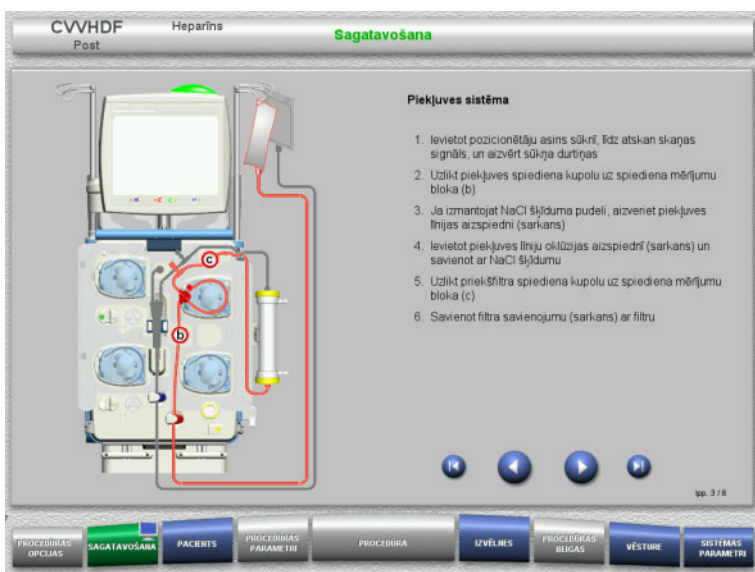 CVVHDF
Heparīns
Post
Sagatavošana
Piekļuves sistēma
1. Ievietot pozicionētāju asins sūknī, līdz atskan skaņas
signāls, un aizvērt sūkņa durtiņas
2. Uzlikt piekļuves spiediena kupolu uz spiediena mērījumu
bloka (b)
3. Ja izmantojat NaCl šķīduma pudeli, aizveriet piekļuves
līnijas aizspiedni (sarkans)
4. Ievietot piekļuves līniju oklūzijas aizspiednī (sarkans) un
savienot ar NaCl šķīdumu
5. Uzlikt priekšfiltra spiediena kupolu uz spiediena mērījumu
bloka (c)
6. Savienot filtra savienojumu (sarkans) ar filtru
c
b
lpp. 3 / 8
PROCEDŪRAS
OPCIJAS
SAGATAVOŠANA
PACIENTS
PROCEDŪRAS
PARAMETRI
PROCEDŪRA
IZVĒLNES
PROCEDŪRAS
BEIGAS
VĒSTURE
SISTĒMAS
PARAMETRI